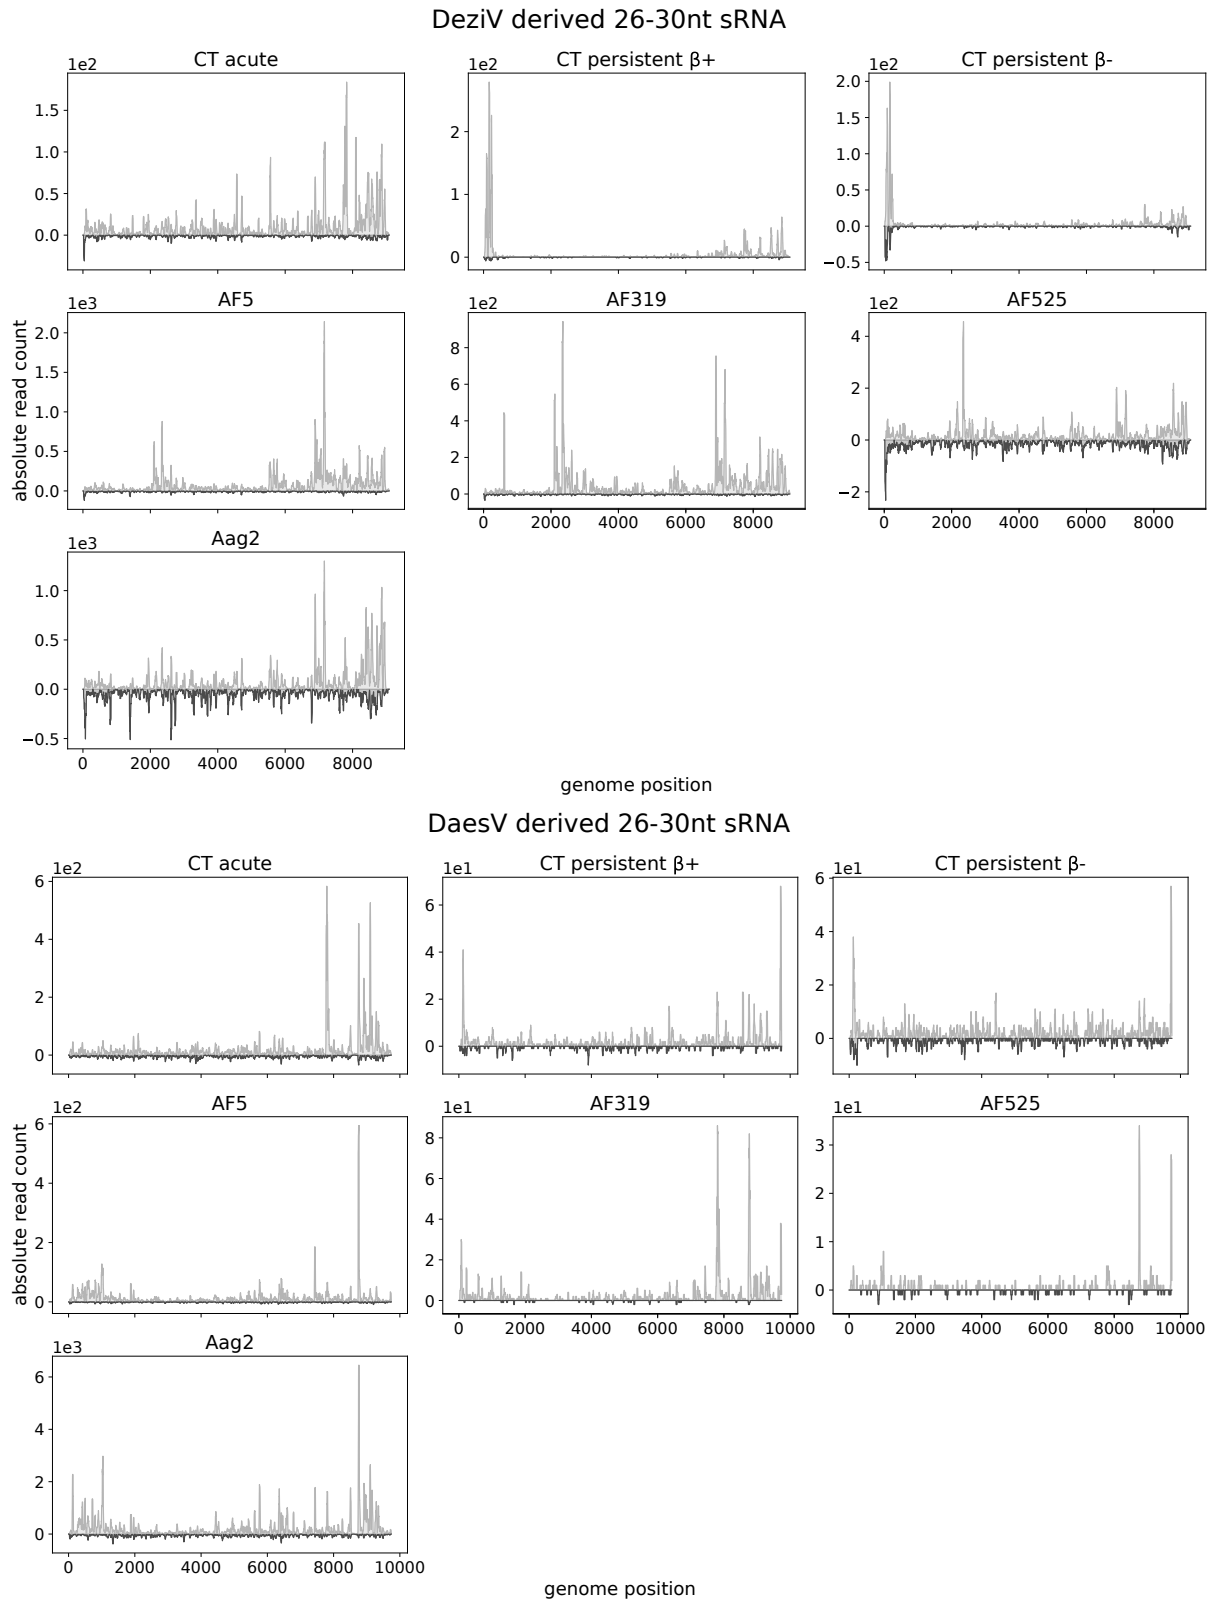 DeziV derived 26-30nt sRNA
CT acute
CT persistent β+
CT persistent β-
1e2
1.5
1.0
0.5
0.0
1e2
2
1
0
1e2
2.0
1.5
1.0
0.5
0.0
−0.5
AF5
AF319
AF525
1e3
2.0
1.5
1.0
0.5
0.0
1e2
8
6
4
2
0
0 2000 4000 6000 8000
1e2
4
2
0
−2
0 2000 4000 6000 8000
absolute read count
Aag2
1e3
1.0
0.5
0.0
−0.5
0 2000 4000 6000 8000
genome position
DaesV derived 26-30nt sRNA
CT acute
CT persistent β+
CT persistent β-
1e2
6
4
2
0
1e1
6
4
2
0
1e1
6
4
2
0
AF5
AF319
AF525
1e2
6
4
2
0
1e1
8
6
4
2
0
0 2000 4000 6000 8000 10000
1e1
3
2
1
0
0 2000 4000 6000 8000 10000
absolute read count
Aag2
1e3
6
4
2
0
0 2000 4000 6000 8000 10000
genome position